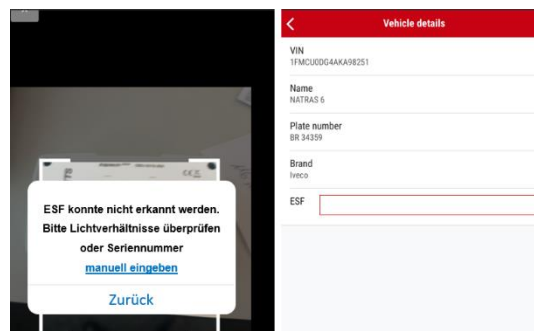 ESF konnte nicht erkannt werden.
Bitte Lichtverhältnisse überprüfen
oder Seriennummer
manuell eingeben
Zurück
Vehicle details
VIN
1FMCU0DG4AKA98251
Name
NATRAS 6
Plate number
BR 34359
Brand
Iveco
ESF